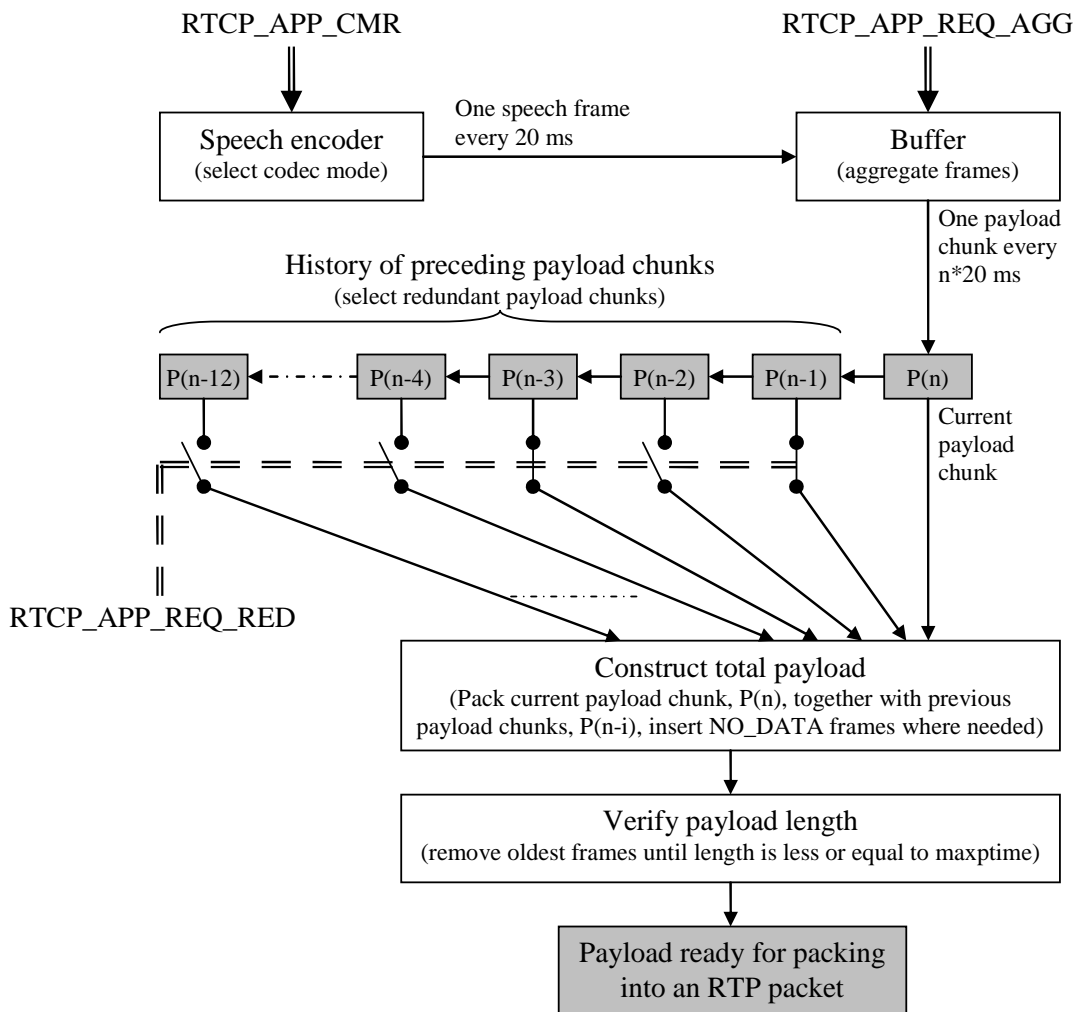 RTCP_APP_CMR
RTCP_APP_REQ_AGG
One speech frame
every 20 ms
Speech encoder
(select codec mode)
Buffer
(aggregate frames)
One payload
chunk every
n*20 ms
History of preceding payload chunks
(select redundant payload chunks)
P(n-12)
P(n-4)
P(n-3)
P(n-2)
P(n-1)
P(n)
Current
payload
chunk
RTCP_APP_REQ_RED
Construct total payload
(Pack current payload chunk, P(n), together with previous
payload chunks, P(n-i), insert NO_DATA frames where needed)
Verify payload length
(remove oldest frames until length is less or equal to maxptime)
Payload ready for packing
into an RTP packet